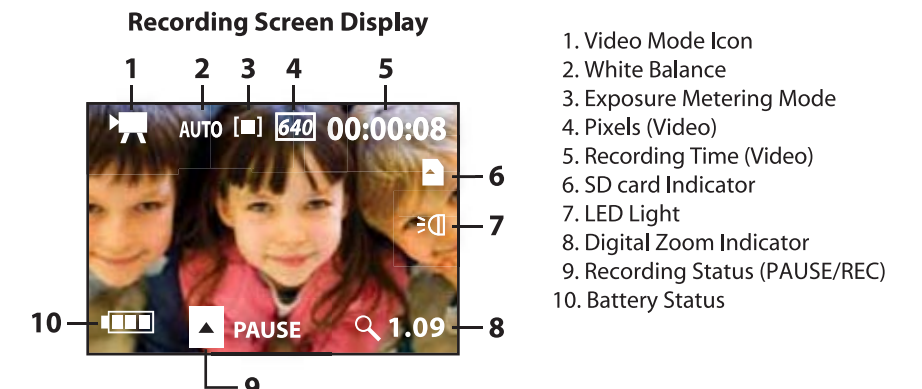 Recording Screen Display
1 2 3 4 5
AUTO [■] 640 00:00:08
6
7
10 PAUSE 1.09 8
9
1. Video Mode Icon
2. White Balance
3. Exposure Metering Mode
4. Pixels (Video)
5. Recording Time (Video)
6. SD card Indicator
7. LED Light
8. Digital Zoom Indicator
9. Recording Status (PAUSE/REC)
10. Battery Status